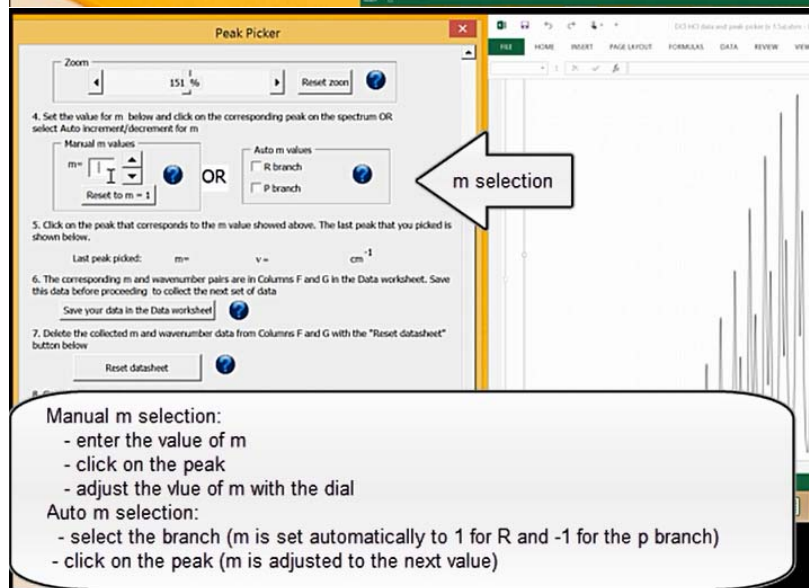 Peak Picker
Zoom
151 %
Reset zoon
4. Set the value for m below and click on the corresponding peak on the spectrum OR
select Auto increment/decrement for m
Manual m values
m=
Reset to m = 1
OR
Auto m values
R branch
P branch
m selection
5. Click on the peak that corresponds to the m value showed above. The last peak that you picked is
shown below.
Last peak picked: m= v = cm-1
6. The corresponding m and wavenumber pairs are in Columns F and G in the Data worksheet. Save
this data before proceeding to collect the next set of data
Save your data in the Data worksheet
7. Delete the collected m and wavenumber data from Columns F and G with the "Reset datasheet"
button below
Reset datasheet
FILE HOME INSERT PAGE LAYOUT FORMULAS DATA REVIEW VIEW
Manual m selection:
- enter the value of m
- click on the peak
- adjust the vlue of m with the dial
Auto m selection:
- select the branch (m is set automatically to 1 for R and -1 for the p branch)
- click on the peak (m is adjusted to the next value)